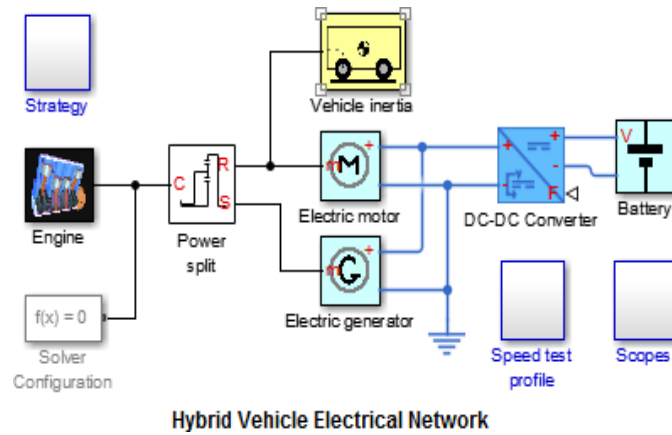 Strategy
Vehicle inertia
Engine
C
R
S
Power
split
m
M
+
Electric motor
m
G
+
Electric generator
+
-
+
-
F
DC-DC Converter
V
Battery
f(x) = 0
Solver
Configuration
Speed test
profile
Scopes
Hybrid Vehicle Electrical Network